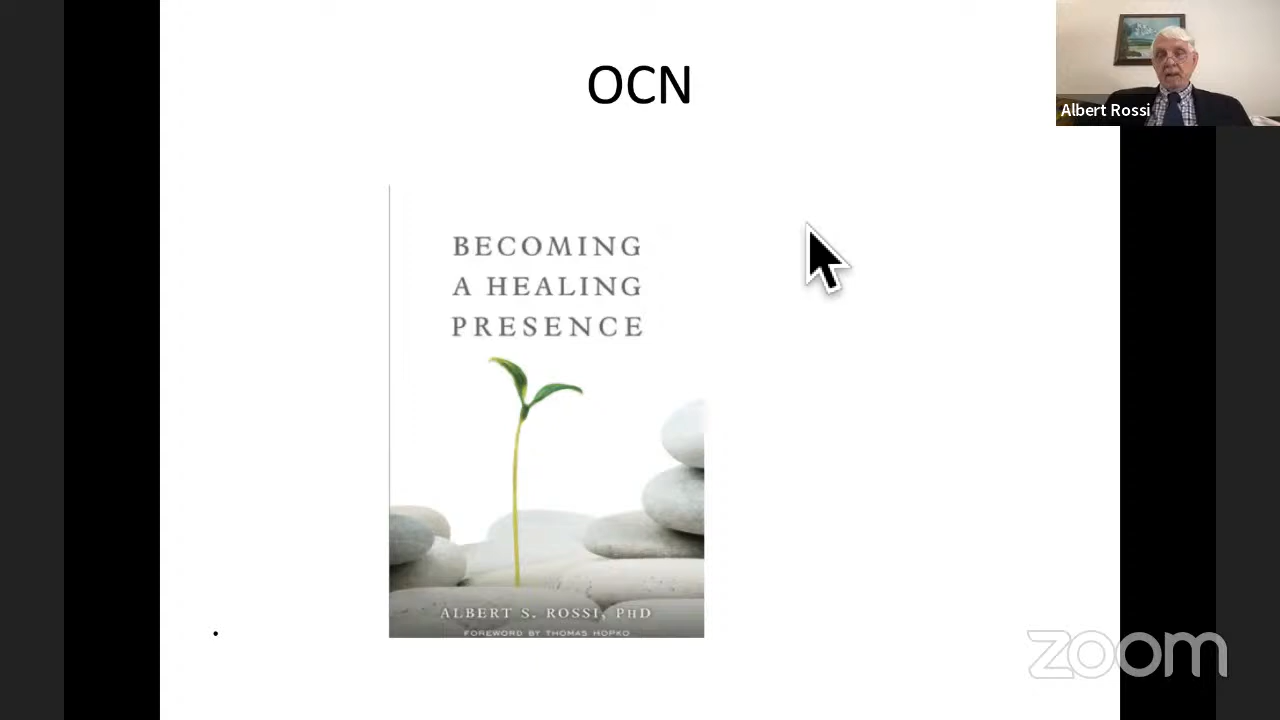 OCN
Albert Rossi
BECOMING
A HEALING
PRESENCE
ALBERT S. ROSSI, PHD
FOREWORD BY THOMAS HOPKO
zoom